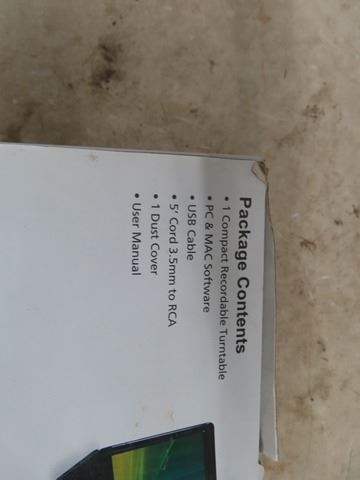 Package Contents
• 1 Compact Recordable Turntable
• PC & MAC Software
• USB Cable
• 5' Cord 3.5mm to RCA
• 1 Dust Cover
• User Manual